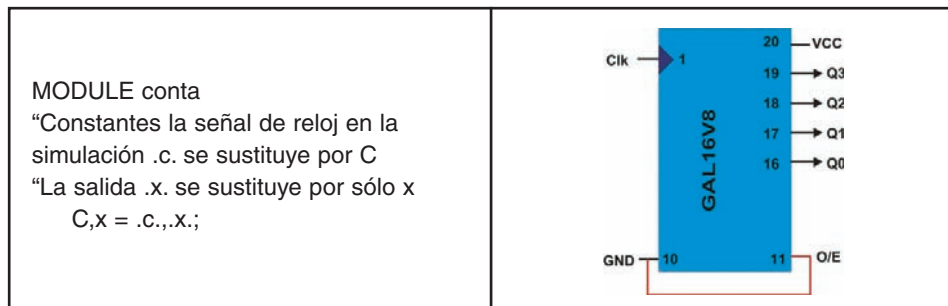 MODULE conta
“Constantes la señal de reloj en la
simulación .c. se sustituye por C
“La salida .x. se sustituye por sólo x
C,x = .c.,.x.;
Clk
1
20
VCC
19
Q3
18
Q2
17
Q1
16
Q0
GAL16V8
GND
10
11
O/E